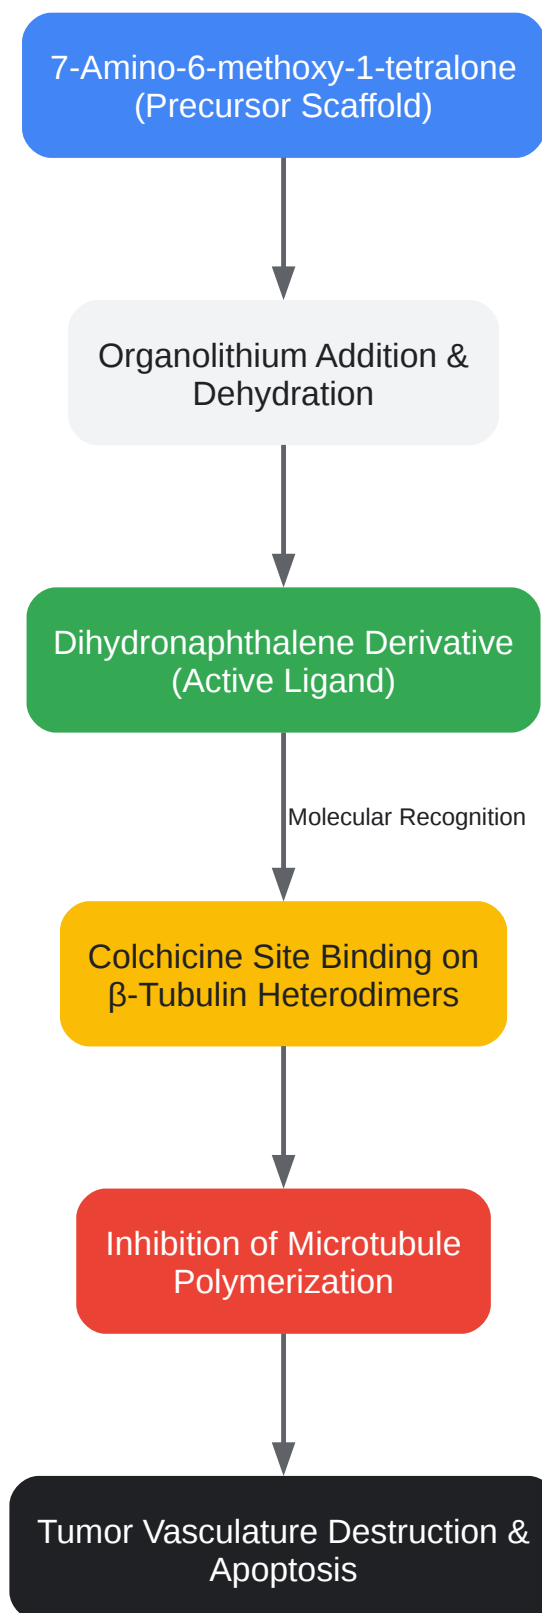 7-Amino-6-methoxy-1-tetralone
(Precursor Scaffold)
Organolithium Addition &
Dehydration
Dihydronaphthalene Derivative
(Active Ligand)
Molecular Recognition
Colchicine Site Binding on
β-Tubulin Heterodimers
Inhibition of Microtubule
Polymerization
Tumor Vasculature Destruction &
Apoptosis